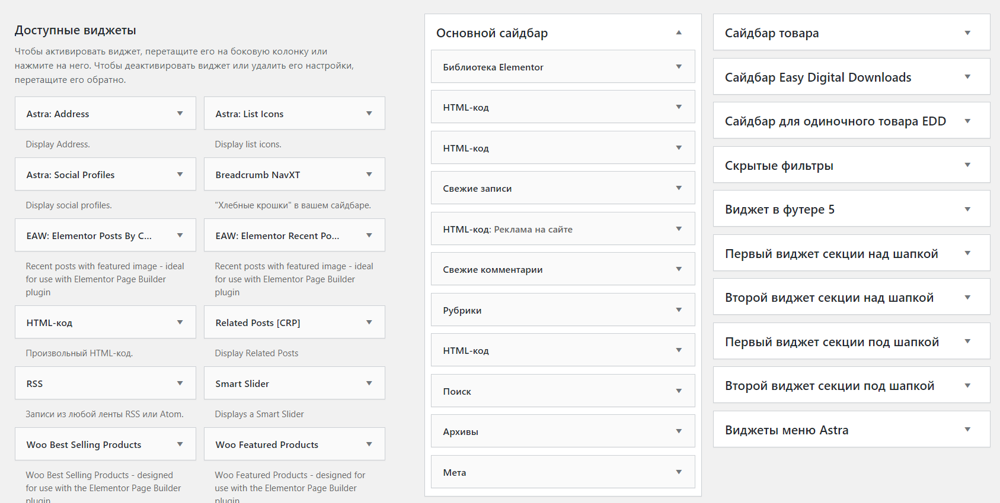 Доступные виджеты
Чтобы активировать виджет, перетащите его на боковую колонку или
нажмите на него. Чтобы деактивировать виджет или удалить его настройки,
перетащите его обратно.
Astra: Address
Astra: List Icons
Display Address.
Display list icons.
Astra: Social Profiles
Breadcrumb NavXT
Display social profiles.
"Хлебные крошки" в вашем сайдбаре.
EAW: Elementor Posts By C...
EAW: Elementor Recent Po...
Recent posts with featured image - ideal
for use with Elementor Page Builder
plugin
Recent posts with featured image - ideal
for use with Elementor Page Builder
plugin
HTML-код
Related Posts [CRP]
Произвольный HTML-код.
Display Related Posts
RSS
Smart Slider
Записи из любой ленты RSS или Atom.
Displays a Smart Slider
Woo Best Selling Products
Woo Featured Products
Woo Best Selling Products - designed
for use with the Elementor Page Builder
plugin
Woo Featured Products - designed for
use with the Elementor Page Builder
plugin
Основной сайдбар
Библиотека Elementor
HTML-код
HTML-код
Свежие записи
HTML-код: Реклама на сайте
Свежие комментарии
Рубрики
HTML-код
Поиск
Архивы
Мета
Сайдбар товара
Сайдбар Easy Digital Downloads
Сайдбар для одиночного товара EDD
Скрытые фильтры
Виджет в футере 5
Первый виджет секции над шапкой
Второй виджет секции над шапкой
Первый виджет секции под шапкой
Второй виджет секции под шапкой
Виджеты меню Astra